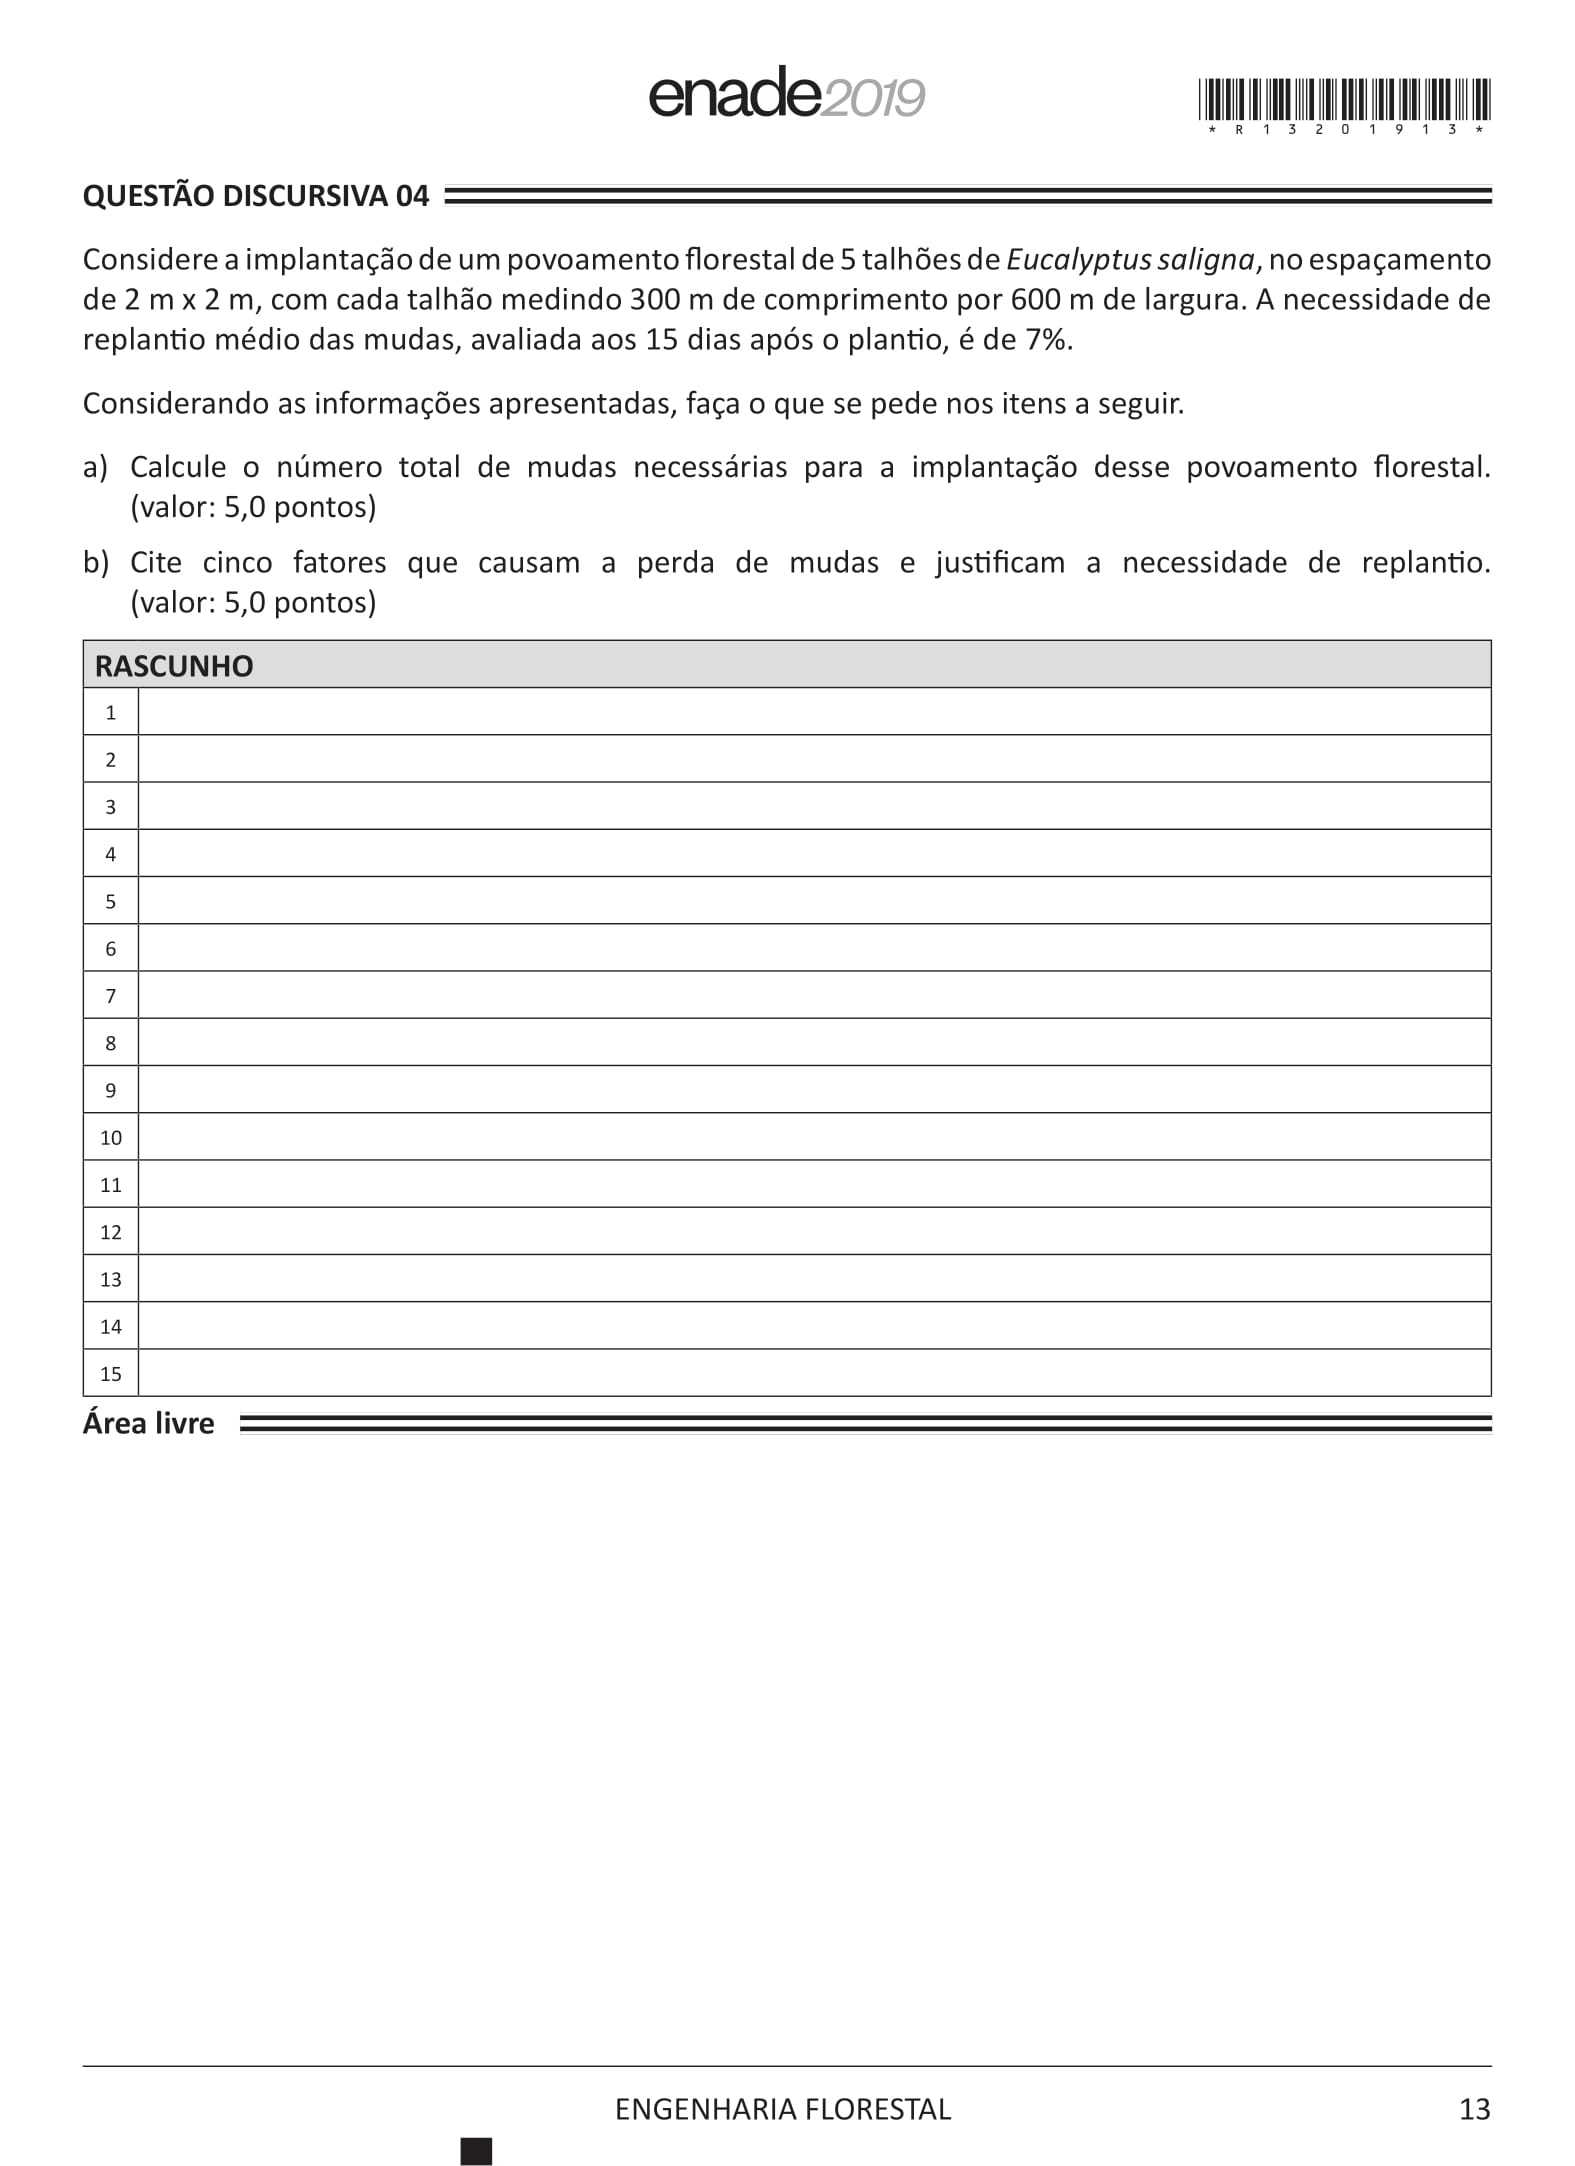 enade2019
*R13201913*
QUESTÃO DISCURSIVA 04
Considere a implantação de um povoamento florestal de 5 talhões de Eucalyptus saligna, no espaçamento
de 2 m x 2 m, com cada talhão medindo 300 m de comprimento por 600 m de largura. A necessidade de
replantio médio das mudas, avaliada aos 15 dias após o plantio, é de 7%.
Considerando as informações apresentadas, faça o que se pede nos itens a seguir.
a) Calcule o número total de mudas necessárias para a implantação desse povoamento florestal.
(valor: 5,0 pontos)
b) Cite cinco fatores que causam a perda de mudas e justificam a necessidade de replantio.
(valor: 5,0 pontos)
RASCUNHO
1
2
3
4
5
6
7
8
9
10
11
12
13
14
15
Área livre
ENGENHARIA FLORESTAL
13